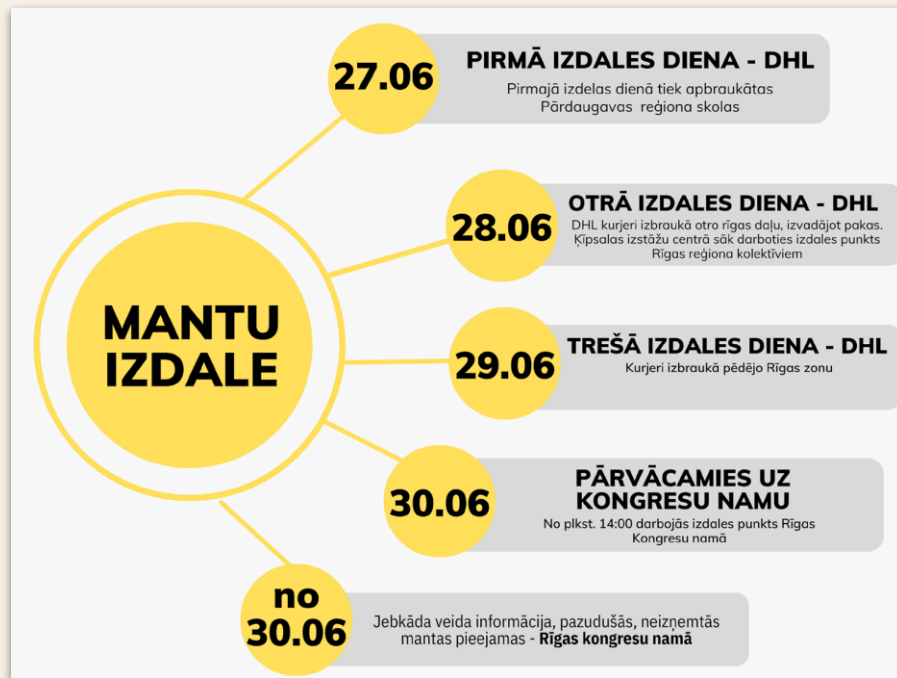 27.06
PIRMĀ IZDALES DIENA - DHL
Pirmajā izdelas dienā tiek apbraukātas
Pārdaugavas reģiona skolas
28.06
OTRĀ IZDALES DIENA - DHL
DHL kurjeri izbraukā otro rīgas daļu, izvadājot pakas.
Ķīpsalas izstāžu centrā sāk darboties izdales punkts
Rīgas reģiona kolektīviem
MANTU
IZDALE
29.06
TREŠĀ IZDALES DIENA - DHL
Kurjeri izbraukā pēdējo Rīgas zonu
30.06
PĀRVĀCAMIES UZ
KONGRESU NAMU
No plkst. 14:00 darbojās izdales punkts Rīgas
Kongresu namā
no
30.06
Jebkāda veida informācija, pazudušās, neizņemtās
mantas pieejamas - Rīgas kongresu namā